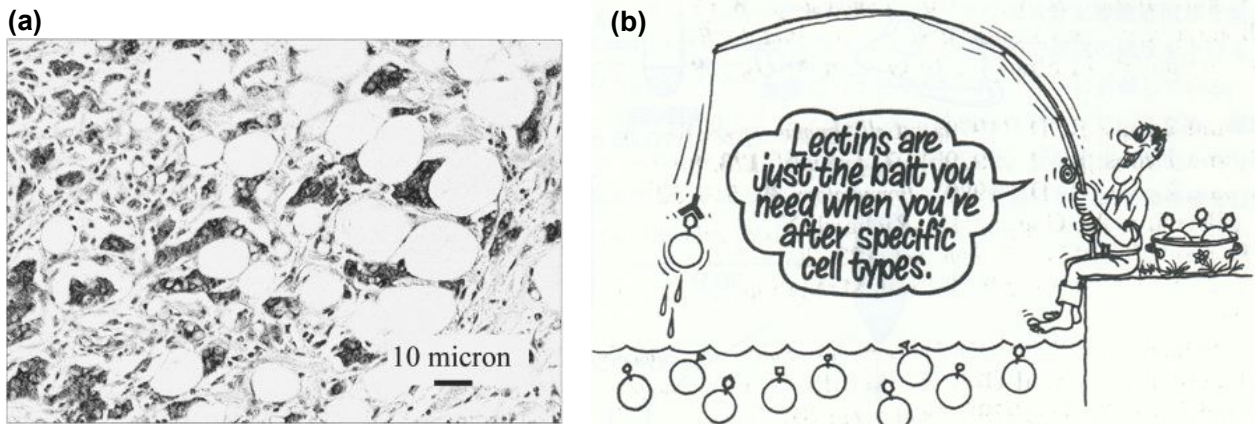 (a)
10 micron
(b)
Lectins are
just the bait you
need when you're
after specific
cell types.